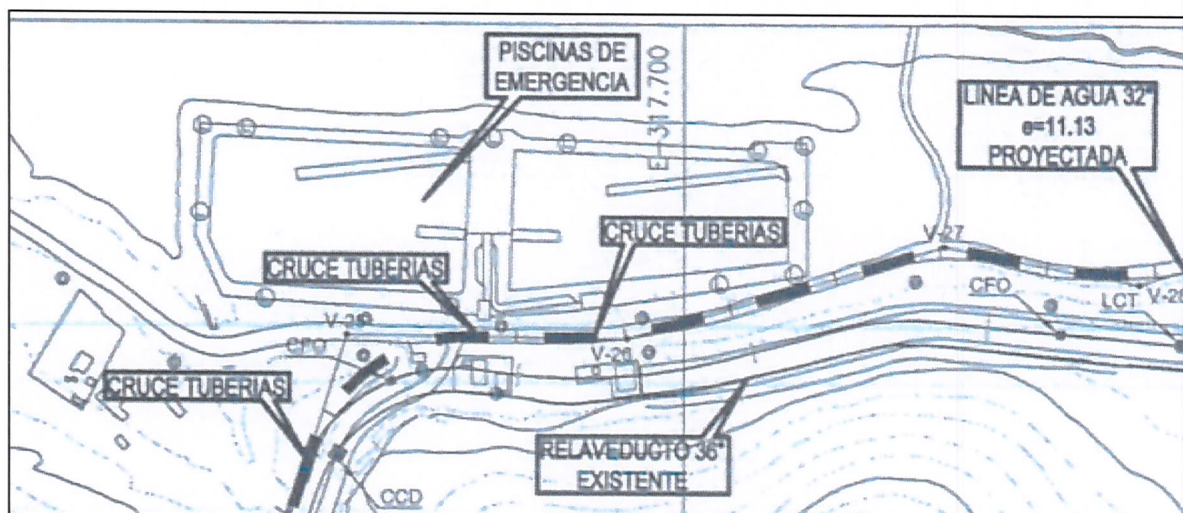 PISCINAS DE
EMERGENCIA
317.700
LINEA DE AGUA 32"
e=11.13
PROYECTADA
CRUCE TUBERIAS
V-27
CRUCE TUBERIAS
CFO
LCT
V-28
V-25
V-26
CFO
CRUCE TUBERIAS
RELAVEDUCTO 36"
EXISTENTE
CCD